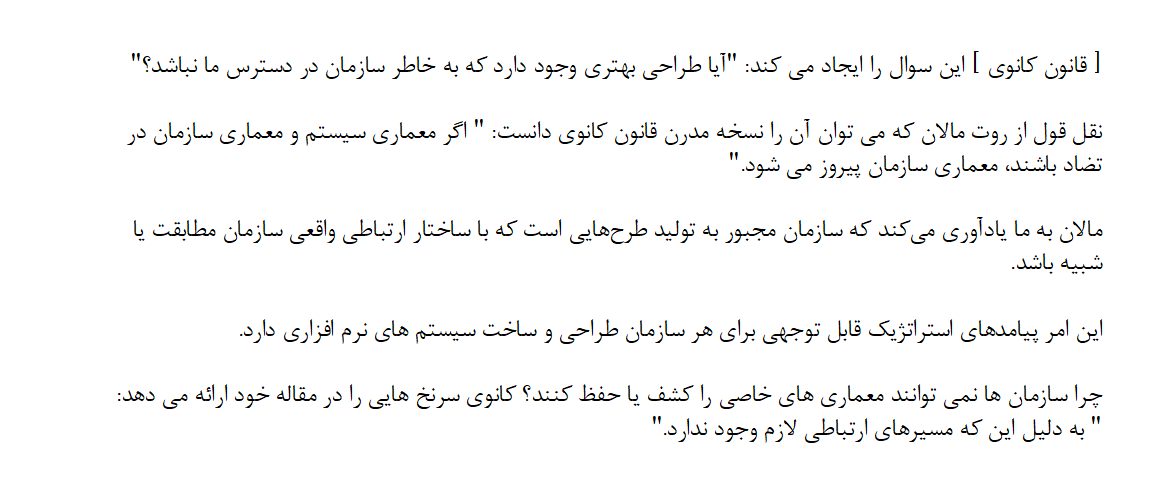 [ قانون کانوی ] این سوال را ایجاد می کند: "آیا طراحی بهتری وجود دارد که به خاطر سازمان در دسترس ما نباشد؟"
نقل قول از روت مالان که می توان آن را نسخه مدرن قانون کانوی دانست: " اگر معماری سیستم و معماری سازمان در
تضاد باشند، معماری سازمان پیروز می شود."
مالان به ما یادآوری می‌کند که سازمان مجبور به تولید طرح‌هایی است که با ساختار ارتباطی واقعی سازمان مطابقت یا
شبیه باشد.
این امر پیامدهای استراتژیک قابل توجهی برای هر سازمان طراحی و ساخت سیستم های نرم افزاری دارد.
چرا سازمان ها نمی توانند معماری های خاصی را کشف یا حفظ کنند؟ کانوی سرنخ هایی را در مقاله خود ارائه می دهد:
" به دلیل این که مسیرهای ارتباطی لازم وجود ندارد."